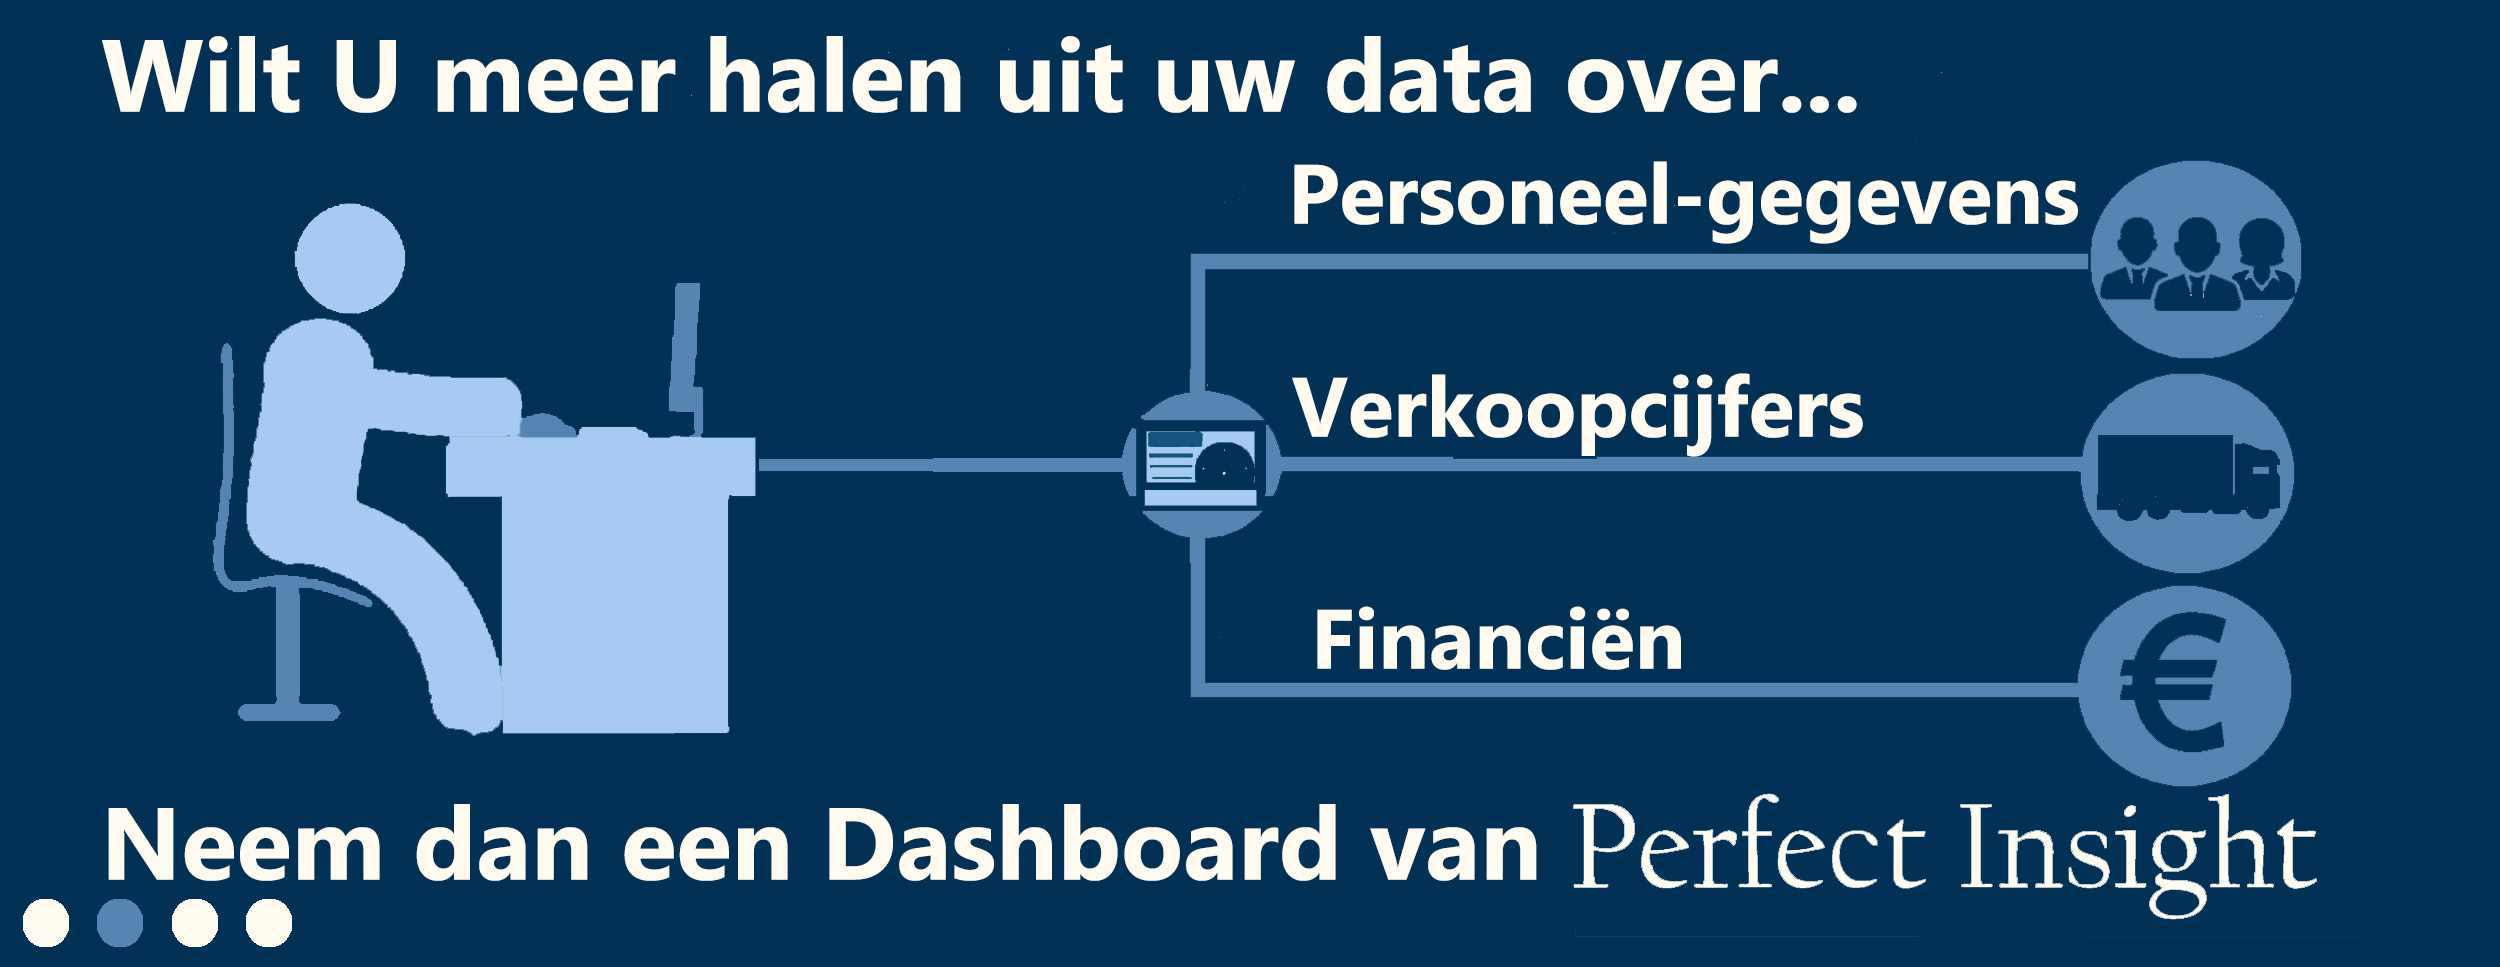 Wilt U meer halen uit uw data over...
Personeel-gegevens
Verkoopcijfers
Financiën
Neem dan een Dashboard van Perfect Insight